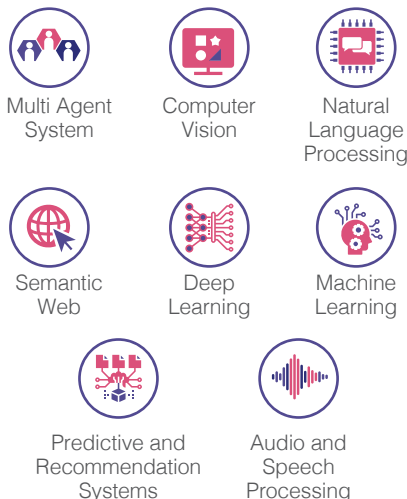 Multi Agent
System
Computer
Vision
Natural
Language
Processing
Semantic
Web
Deep
Learning
Machine
Learning
Predictive and
Recommendation
Systems
Audio and
Speech
Processing